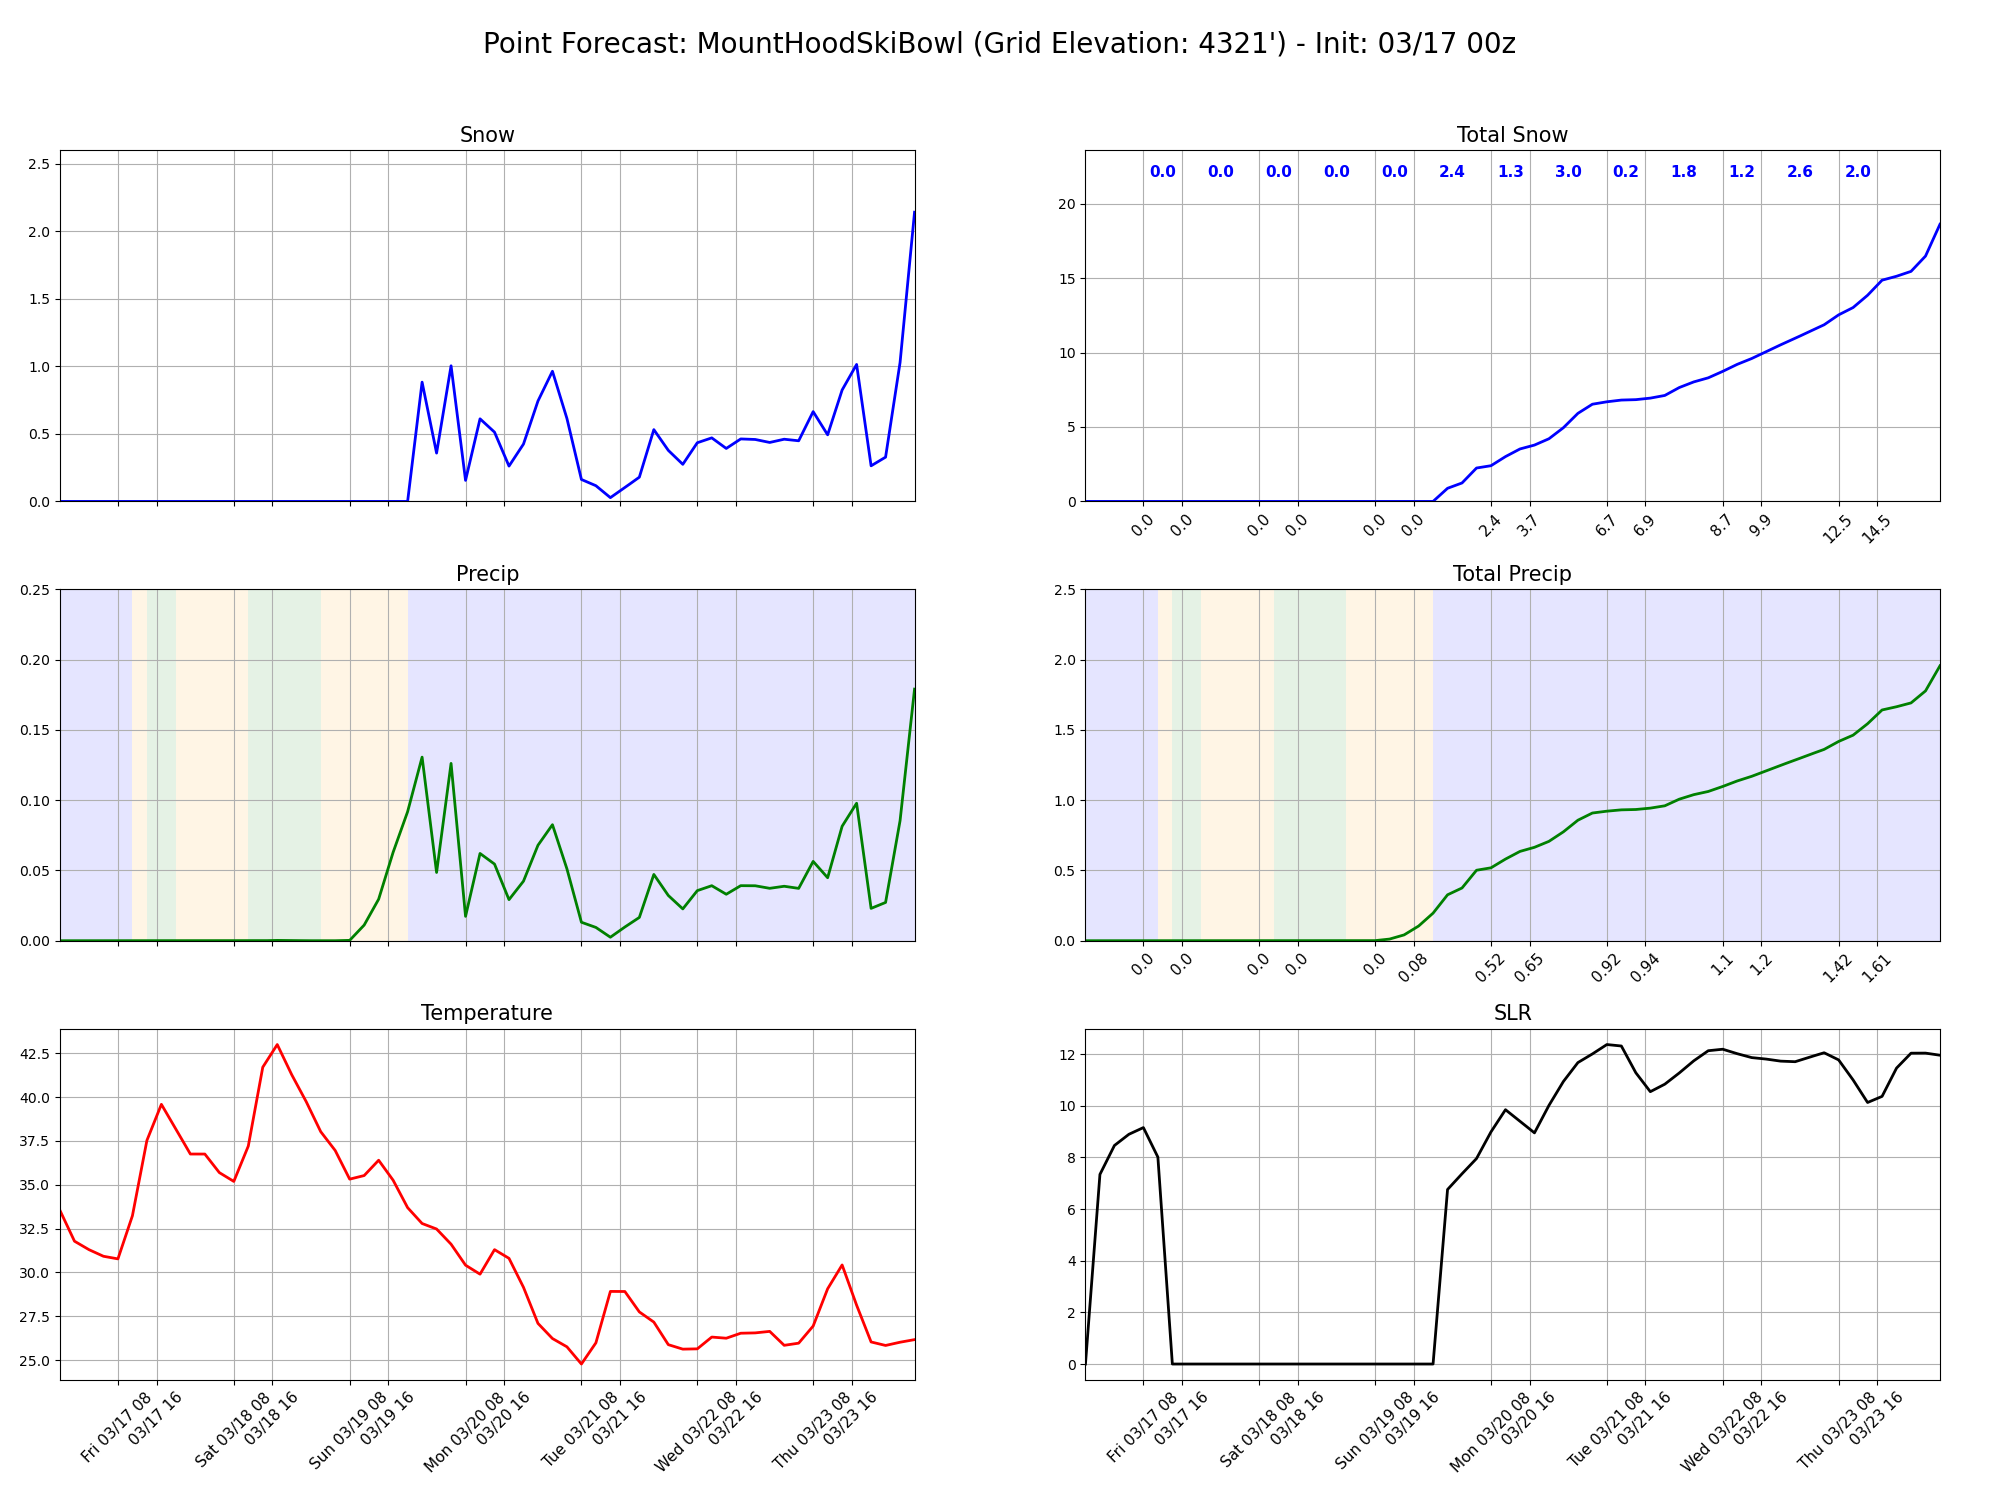 Point Forecast: MountHoodSkiBowl (Grid Elevation: 4321') - Init: 03/17 00z
Snow
2.5
2.0
1.5
1.0
0.5
0.0
Total Snow
0.0 0.0 0.0 0.0 0.0 2.4 1.3 3.0 0.2 1.8 1.2 2.6 2.0
20
15
10
5
0
0.0 0.0 0.0 0.0 0.0 0.0 2.4 3.7 6.7 6.9 8.7 9.9 12.5 14.5
Precip
0.25
0.20
0.15
0.10
0.05
0.00
Total Precip
2.5
2.0
1.5
1.0
0.5
0.0
0.0 0.0 0.0 0.0 0.0 0.08 0.52 0.65 0.92 0.94 1.1 1.2 1.42 1.61
Temperature
42.5
40.0
37.5
35.0
32.5
30.0
27.5
25.0
Fri 03/17 08
03/17 16
Sat 03/18 08
03/18 16
Sun 03/19 08
03/19 16
Mon 03/20 08
03/20 16
Tue 03/21 08
03/21 16
Wed 03/22 08
03/22 16
Thu 03/23 08
03/23 16
SLR
12
10
8
6
4
2
0
Fri 03/17 08
03/17 16
Sat 03/18 08
03/18 16
Sun 03/19 08
03/19 16
Mon 03/20 08
03/20 16
Tue 03/21 08
03/21 16
Wed 03/22 08
03/22 16
Thu 03/23 08
03/23 16